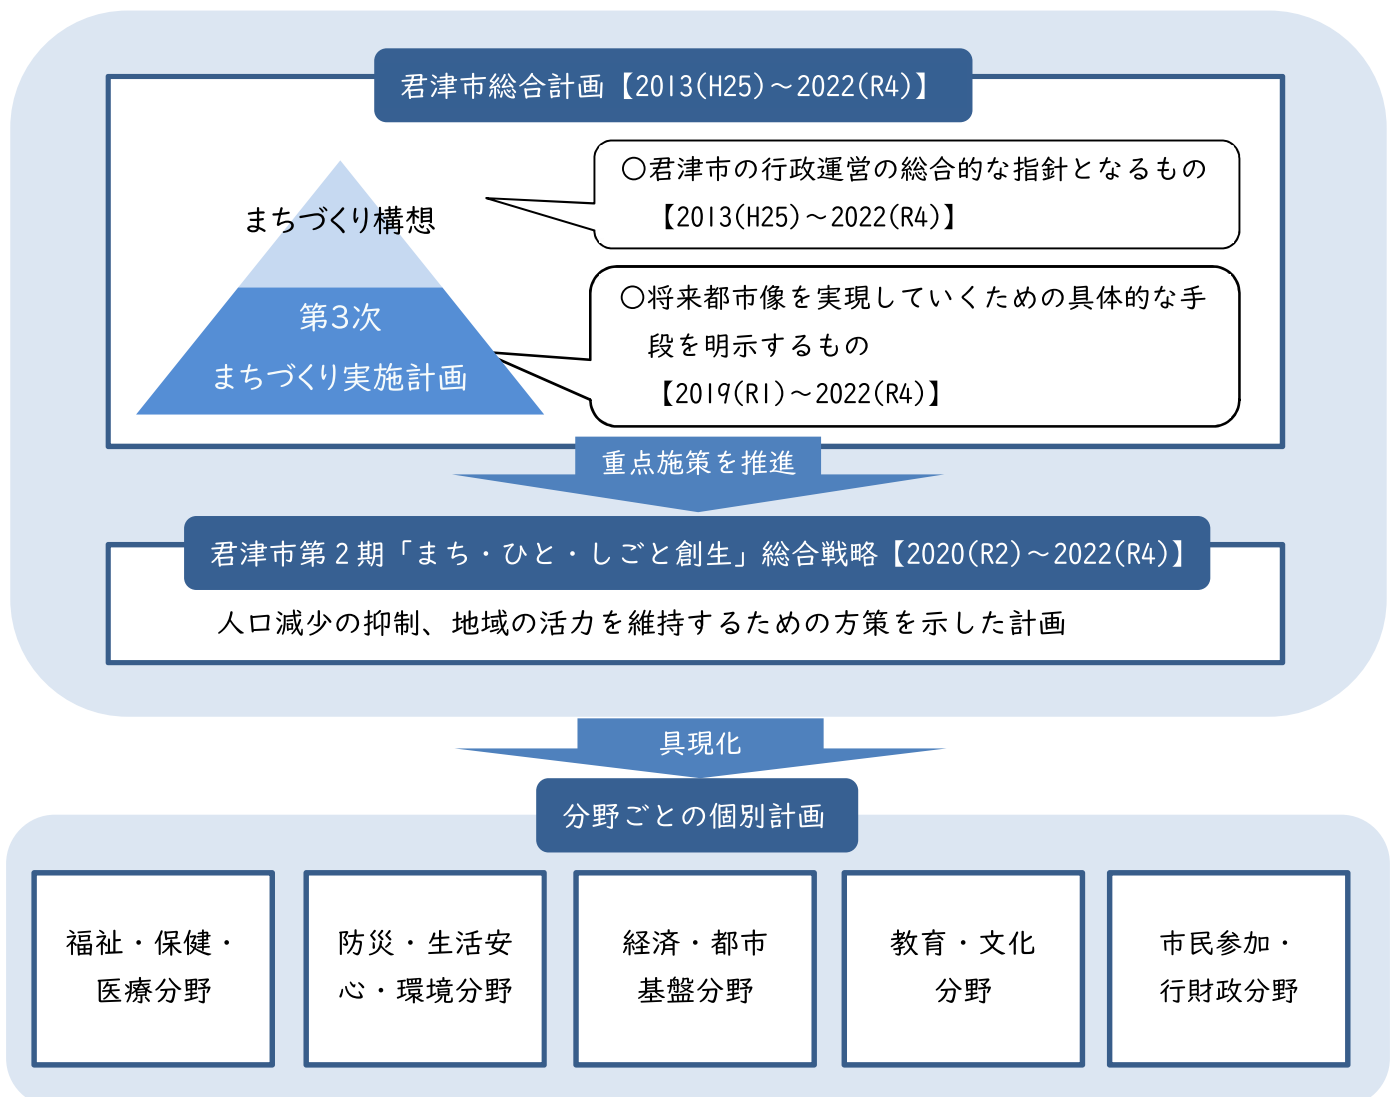 君津市総合計画【2013(H25)～2022(R4)】
まちづくり構想
〇君津市の行政運営の総合的な指針となるもの
【2013(H25)～2022(R4)】
第3次
まちづくり実施計画
〇将来都市像を実現していくための具体的な手
段を明示するもの
【2019(R1)～2022(R4)】
重点施策を推進
君津市第２期「まち・ひと・しごと創生」総合戦略【2020(R2)～2022(R4)】
人口減少の抑制、地域の活力を維持するための方策を示した計画
具現化
分野ごとの個別計画
福祉・保健・
医療分野
防災・生活安
心・環境分野
経済・都市
基盤分野
教育・文化
分野
市民参加・
行財政分野